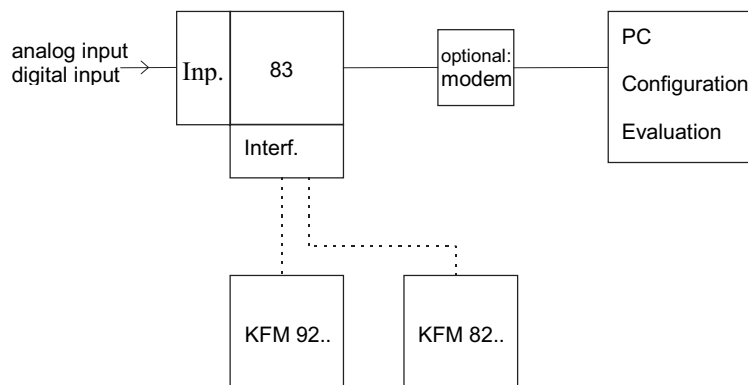 analog input
digital input
Inp.
83
optional:
modem
PC
Configuration
Evaluation
Interf.
KFM 92..
KFM 82..